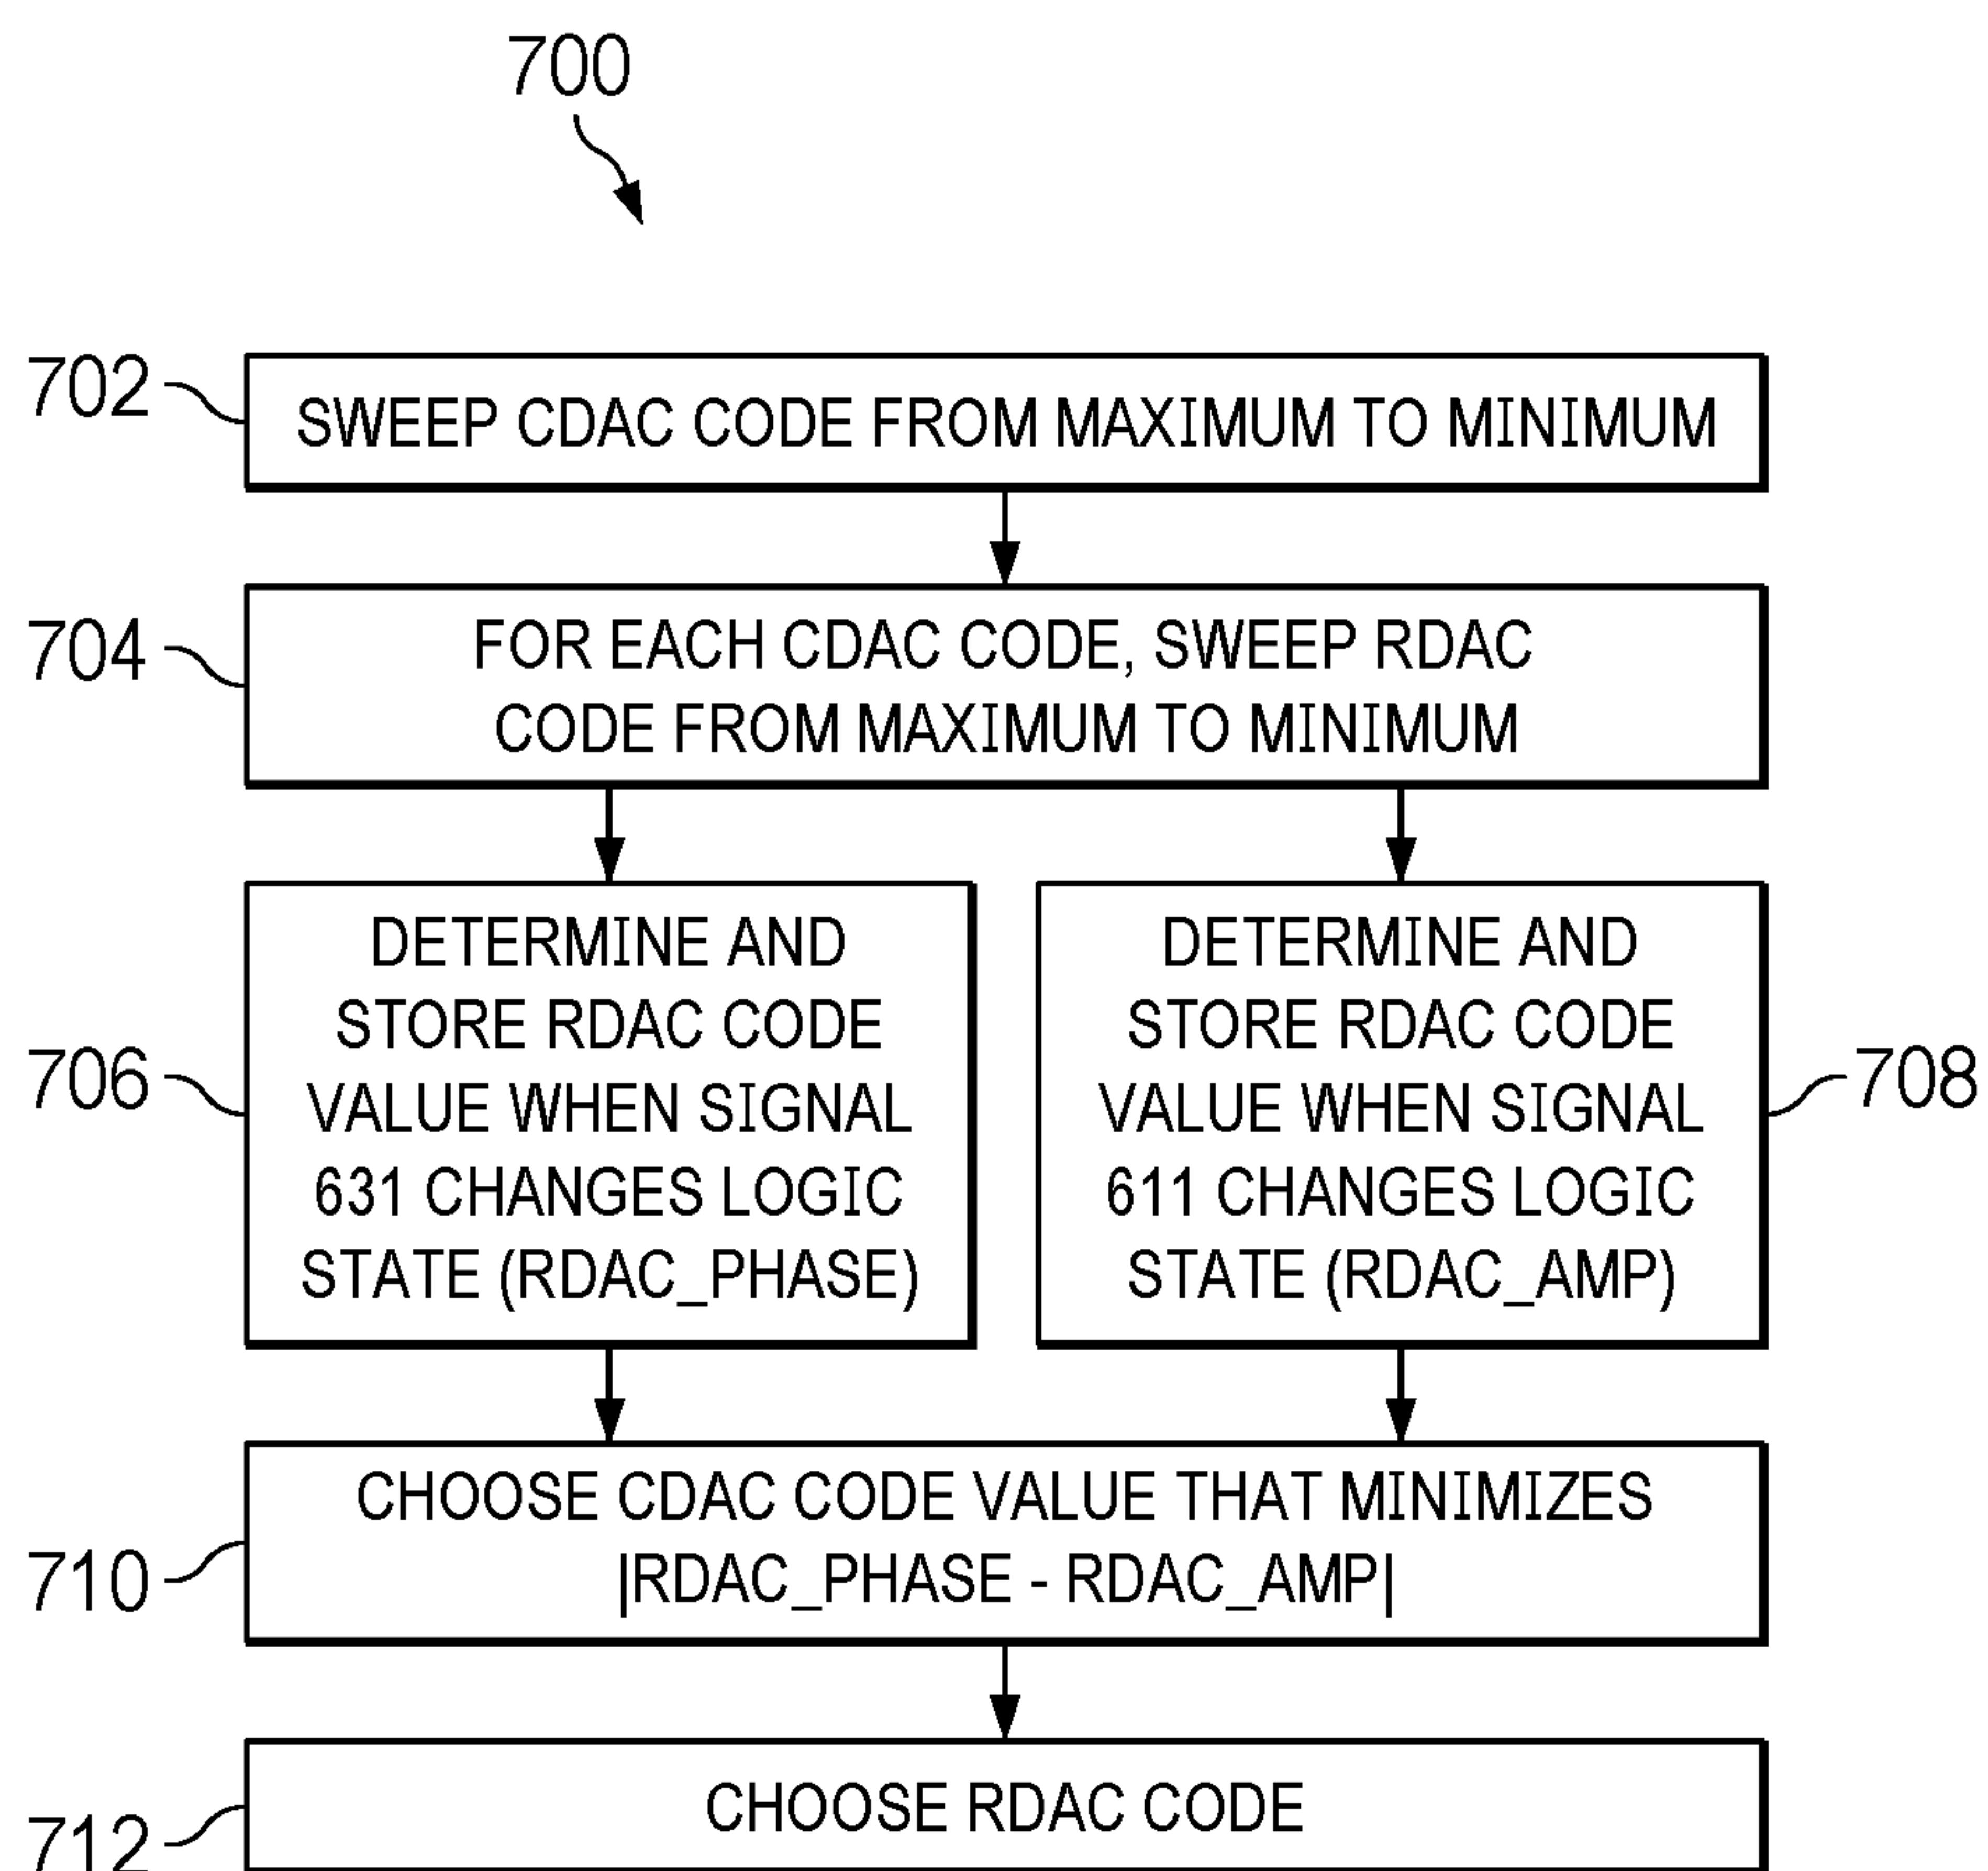 700
702
SWEEP CDAC CODE FROM MAXIMUM TO MINIMUM
704
FOR EACH CDAC CODE, SWEEP RDAC
CODE FROM MAXIMUM TO MINIMUM
706
DETERMINE AND
STORE RDAC CODE
VALUE WHEN SIGNAL
631 CHANGES LOGIC
STATE (RDAC_PHASE)
DETERMINE AND
STORE RDAC CODE
VALUE WHEN SIGNAL
611 CHANGES LOGIC
STATE (RDAC_AMP)
708
710
CHOOSE CDAC CODE VALUE THAT MINIMIZES
|RDAC_PHASE - RDAC_AMP|
712
CHOOSE RDAC CODE